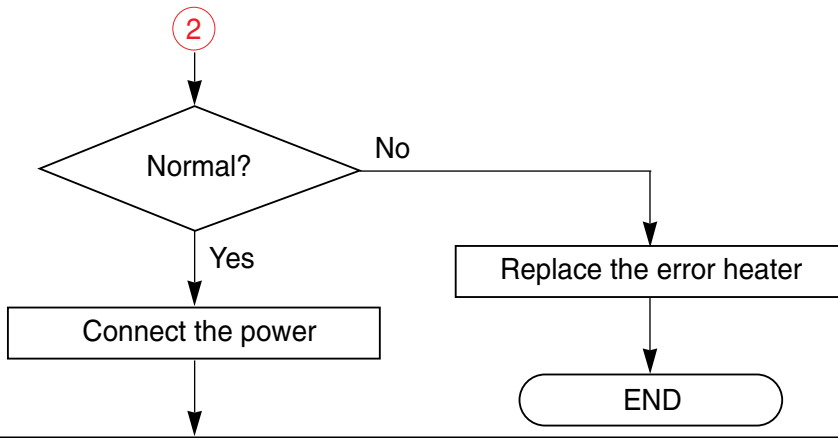 2
Normal?
No
Yes
Replace the error heater
Connect the power
END